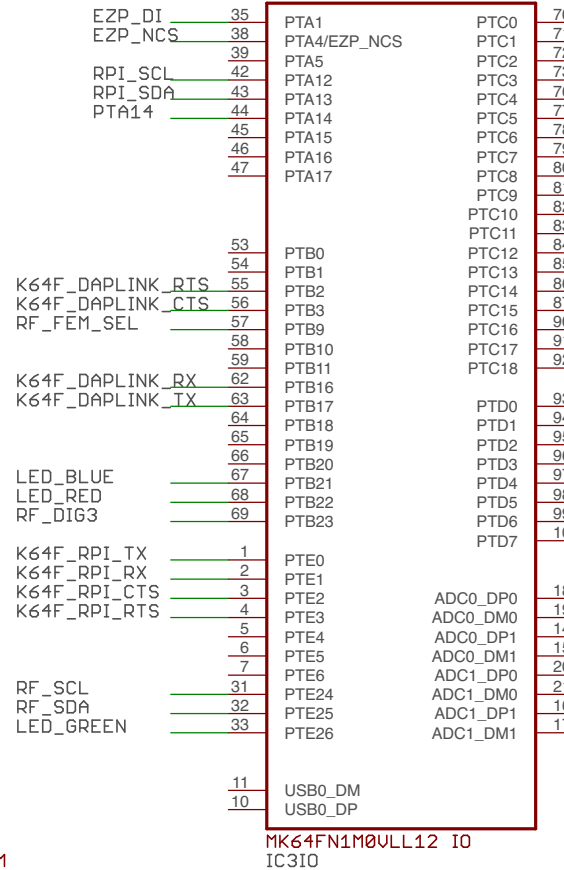 EZP_DI 35 PTA1 PTC0
EZP_NCS 38 PTA4/EZP_NCS PTC1
39 PTA5 PTC2
RPI_SCL 42 PTA12 PTC3
RPI_SDA 43 PTA13 PTC4
PTA14 44 PTA14 PTC5
45 PTA15 PTC6
46 PTA16 PTC7
47 PTA17 PTC8
PTC9
PTC10
PTC11
53 PTB0 PTC12
54 PTB1 PTC13
K64F_DAPLINK_RTS 55 PTB2 PTC14
K64F_DAPLINK_CTS 56 PTB3 PTC15
RF_FEM_SEL 57 PTB9 PTC16
58 PTB10 PTC17
59 PTB11 PTC18
K64F_DAPLINK_RX 62 PTB16
K64F_DAPLINK_TX 63 PTB17 PTD0
64 PTB18 PTD1
65 PTB19 PTD2
66 PTB20 PTD3
LED_BLUE 67 PTB21 PTD4
LED_RED 68 PTB22 PTD5
RF_DIG3 69 PTB23 PTD6
PTD7
K64F_RPI_TX 1 PTE0
K64F_RPI_RX 2 PTE1
K64F_RPI_CTS 3 PTE2 ADC0_DP0
K64F_RPI_RTS 4 PTE3 ADC0_DM0
5 PTE4 ADC0_DP1
6 PTE5 ADC0_DM1
7 PTE6 ADC1_DP0
RF_SCL 31 PTE24 ADC1_DM0
RF_SDA 32 PTE25 ADC1_DP1
LED_GREEN 33 PTE26 ADC1_DM1
11 USB0_DM
10 USB0_DP
MK64FN1M0VLL12 IO
IC3IO